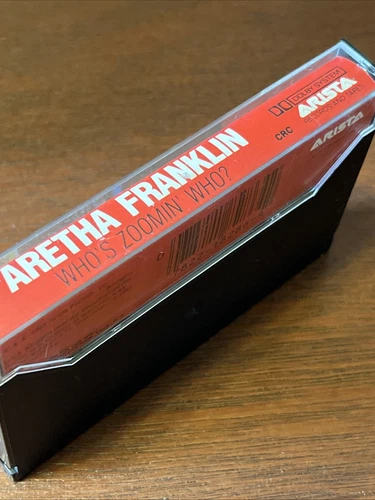 ARETHA FRANKLIN
WHO'S ZOOMIN' WHO?
DOLBY SYSTEM
ARISTA
CRC
ARISTA